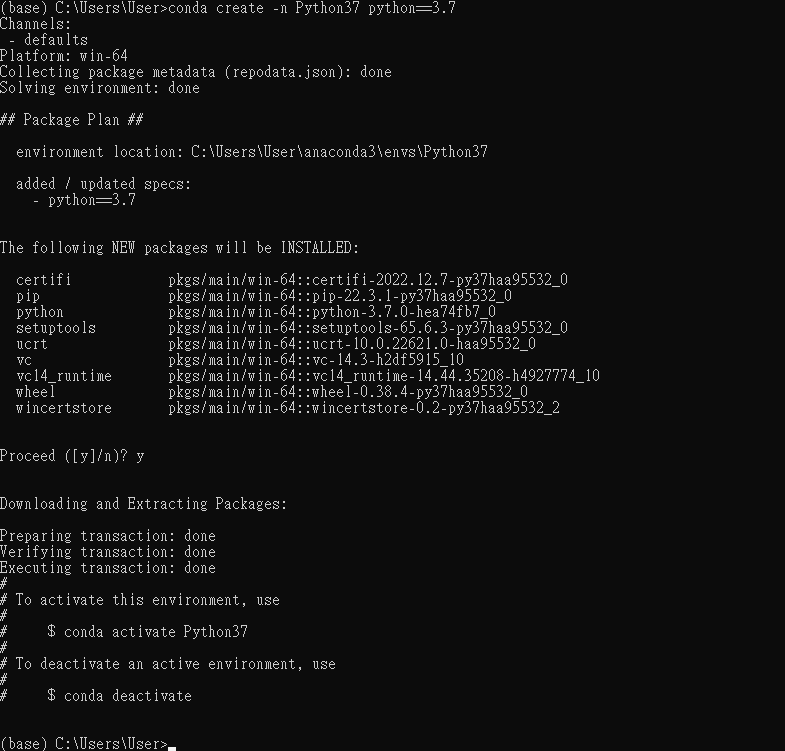 (base) C:\Users\User>conda create -n Python37 python==3.7
Channels:
 - defaults
Platform: win-64
Collecting package metadata (repodata.json): done
Solving environment: done

## Package Plan ##

  environment location: C:\Users\User\anaconda3\envs\Python37

  added / updated specs:
    - python==3.7


The following NEW packages will be INSTALLED:

  certifi            pkgs/main/win-64::certifi-2022.12.7-py37haa95532_0
  pip                pkgs/main/win-64::pip-22.3.1-py37haa95532_0
  python             pkgs/main/win-64::python-3.7.0-hea74fb7_0
  setuptools         pkgs/main/win-64::setuptools-65.6.3-py37haa95532_0
  ucrt               pkgs/main/win-64::ucrt-10.0.22621.0-haa95532_0
  vc                 pkgs/main/win-64::vc-14.3-h2df5915_10
  vc14_runtime       pkgs/main/win-64::vc14_runtime-14.44.35208-h4927774_10
  wheel              pkgs/main/win-64::wheel-0.38.4-py37haa95532_0
  wincertstore       pkgs/main/win-64::wincertstore-0.2-py37haa95532_2


Proceed ([y]/n)? y


Downloading and Extracting Packages:

Preparing transaction: done
Verifying transaction: done
Executing transaction: done
#
# To activate this environment, use
#
#     $ conda activate Python37
#
# To deactivate an active environment, use
#
#     $ conda deactivate


(base) C:\Users\User>